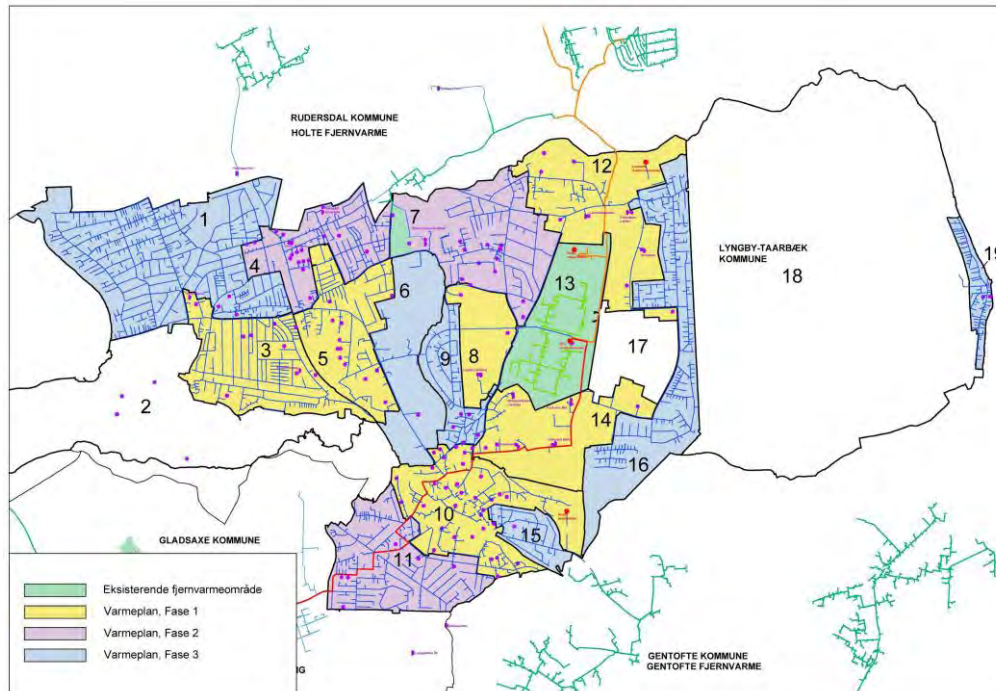 RUDERSDAL KOMMUNE
HOLTE FJERNVARME
12
1
7
LYNGBY-TAARBÆK
KOMMUNE
18
19
4
13
6
3
5
9
8
17
2
14
16
10
15
GLADSAXE KOMMUNE
11
Eksisterende fjernvarmeområde
Varmeplan, Fase 1
Varmeplan, Fase 2
Varmeplan, Fase 3
IG
GENTOFTE KOMMUNE
GENTOFTE FJERNVARME